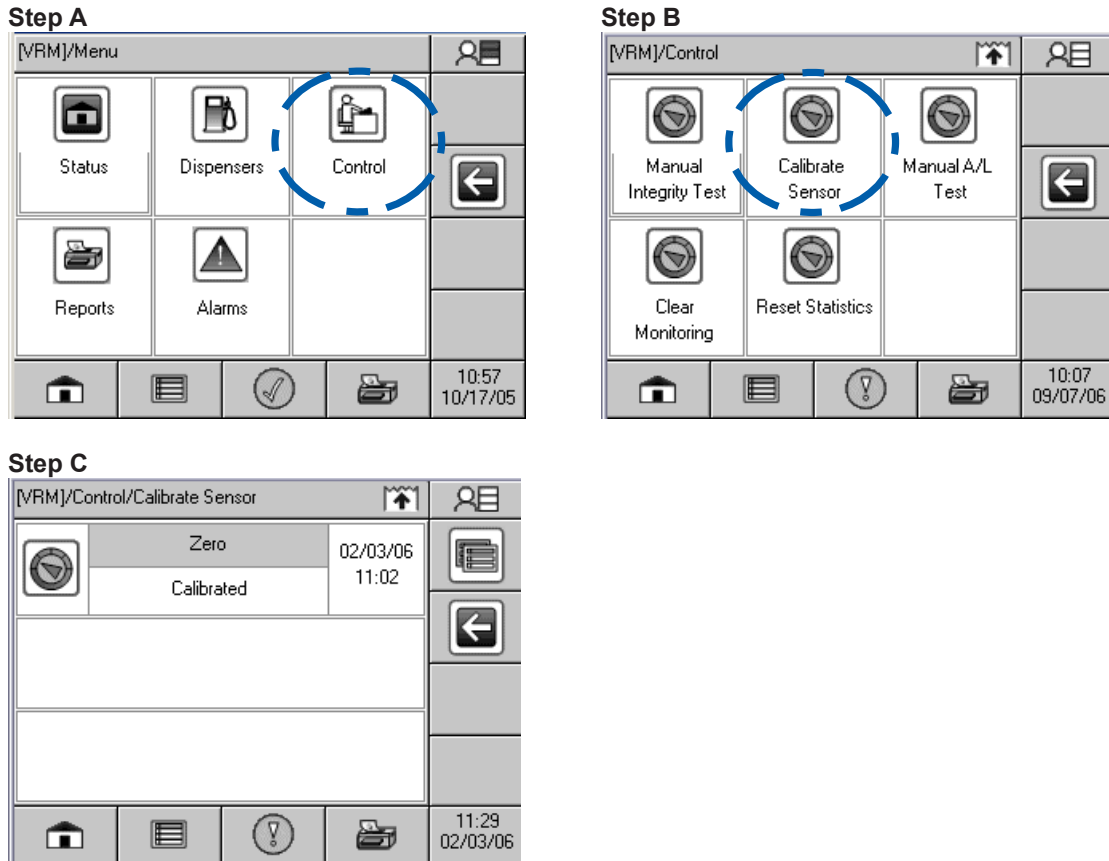 Step A
[VRM]/Menu
Status
Dispensers
Control
Reports
Alarms
10:57
10/17/05
Step B
[VRM]/Control
Manual
Integrity Test
Calibrate
Sensor
Manual A/L
Test
Clear
Monitoring
Reset Statistics
10:07
09/07/06
Step C
[VRM]/Control/Calibrate Sensor
Zero
Calibrated
02/03/06
11:02
11:29
02/03/06